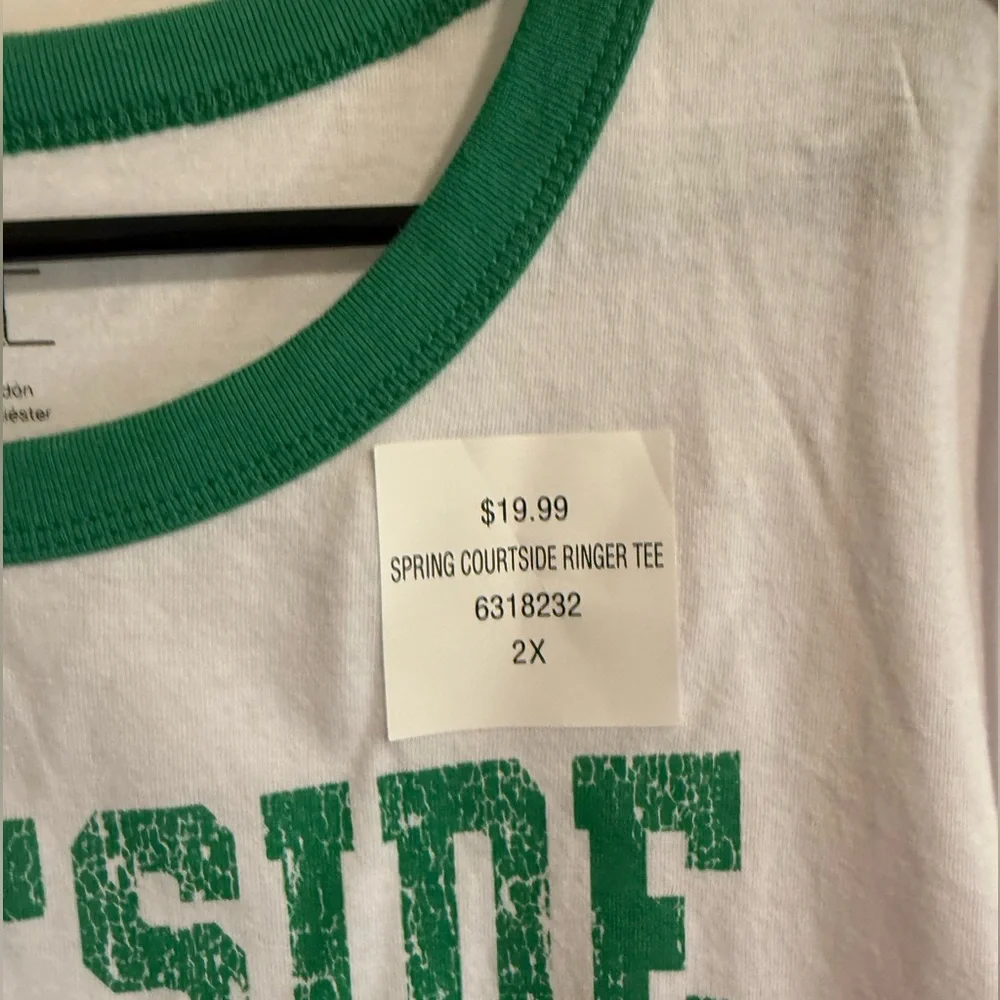 $19.99
SPRING COURTSIDE RINGER TEE
6318232
2X
SIDE